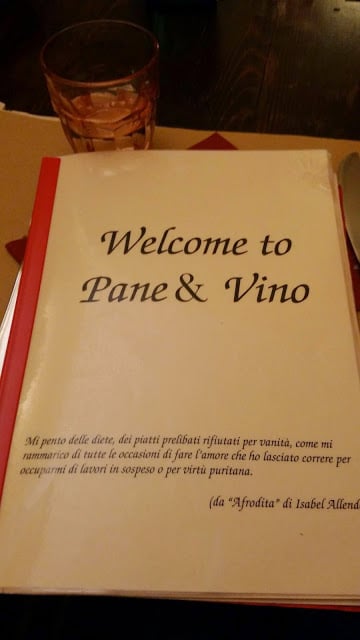 Welcome to
Pane & Vino
Mi pento delle diete, dei piatti prelibati rifiutati per vanità, come mi
rammarico di tutte le occasioni di fare l'amore che ho lasciato correre per
occuparmi di lavori in sospeso o per virtù puritana.
(da "Afrodita" di Isabel Allend